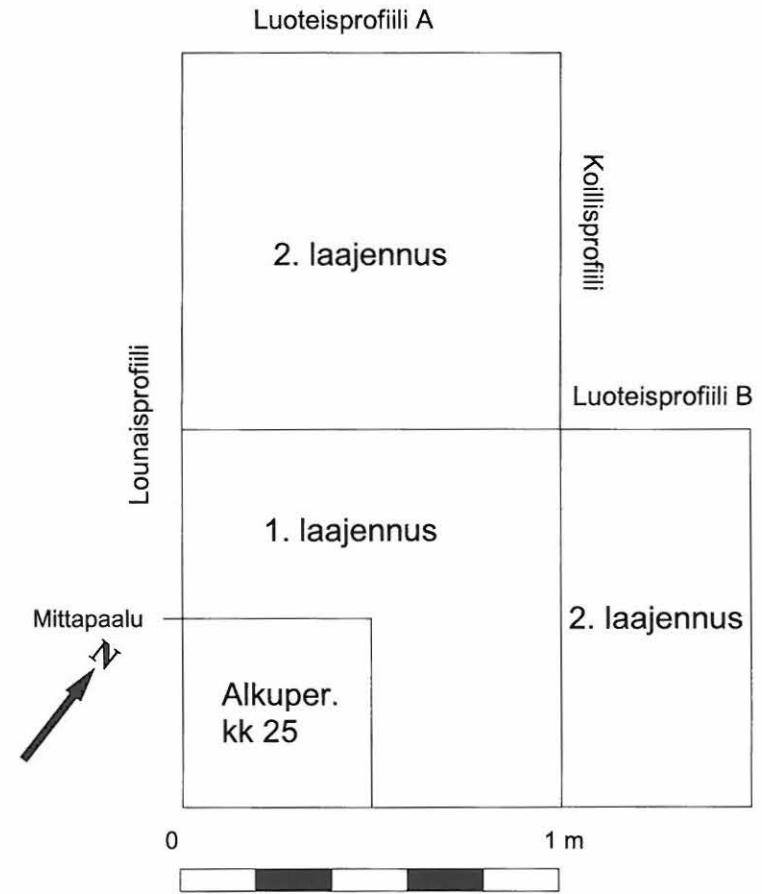 Luoteisprofiili A
Koillisprofiili
2. laajennus
Lounaisprofiili
Luoteisprofiili B
1. laajennus
Mittapaalu
2. laajennus
N
Alkuper.
kk 25
0
1 m